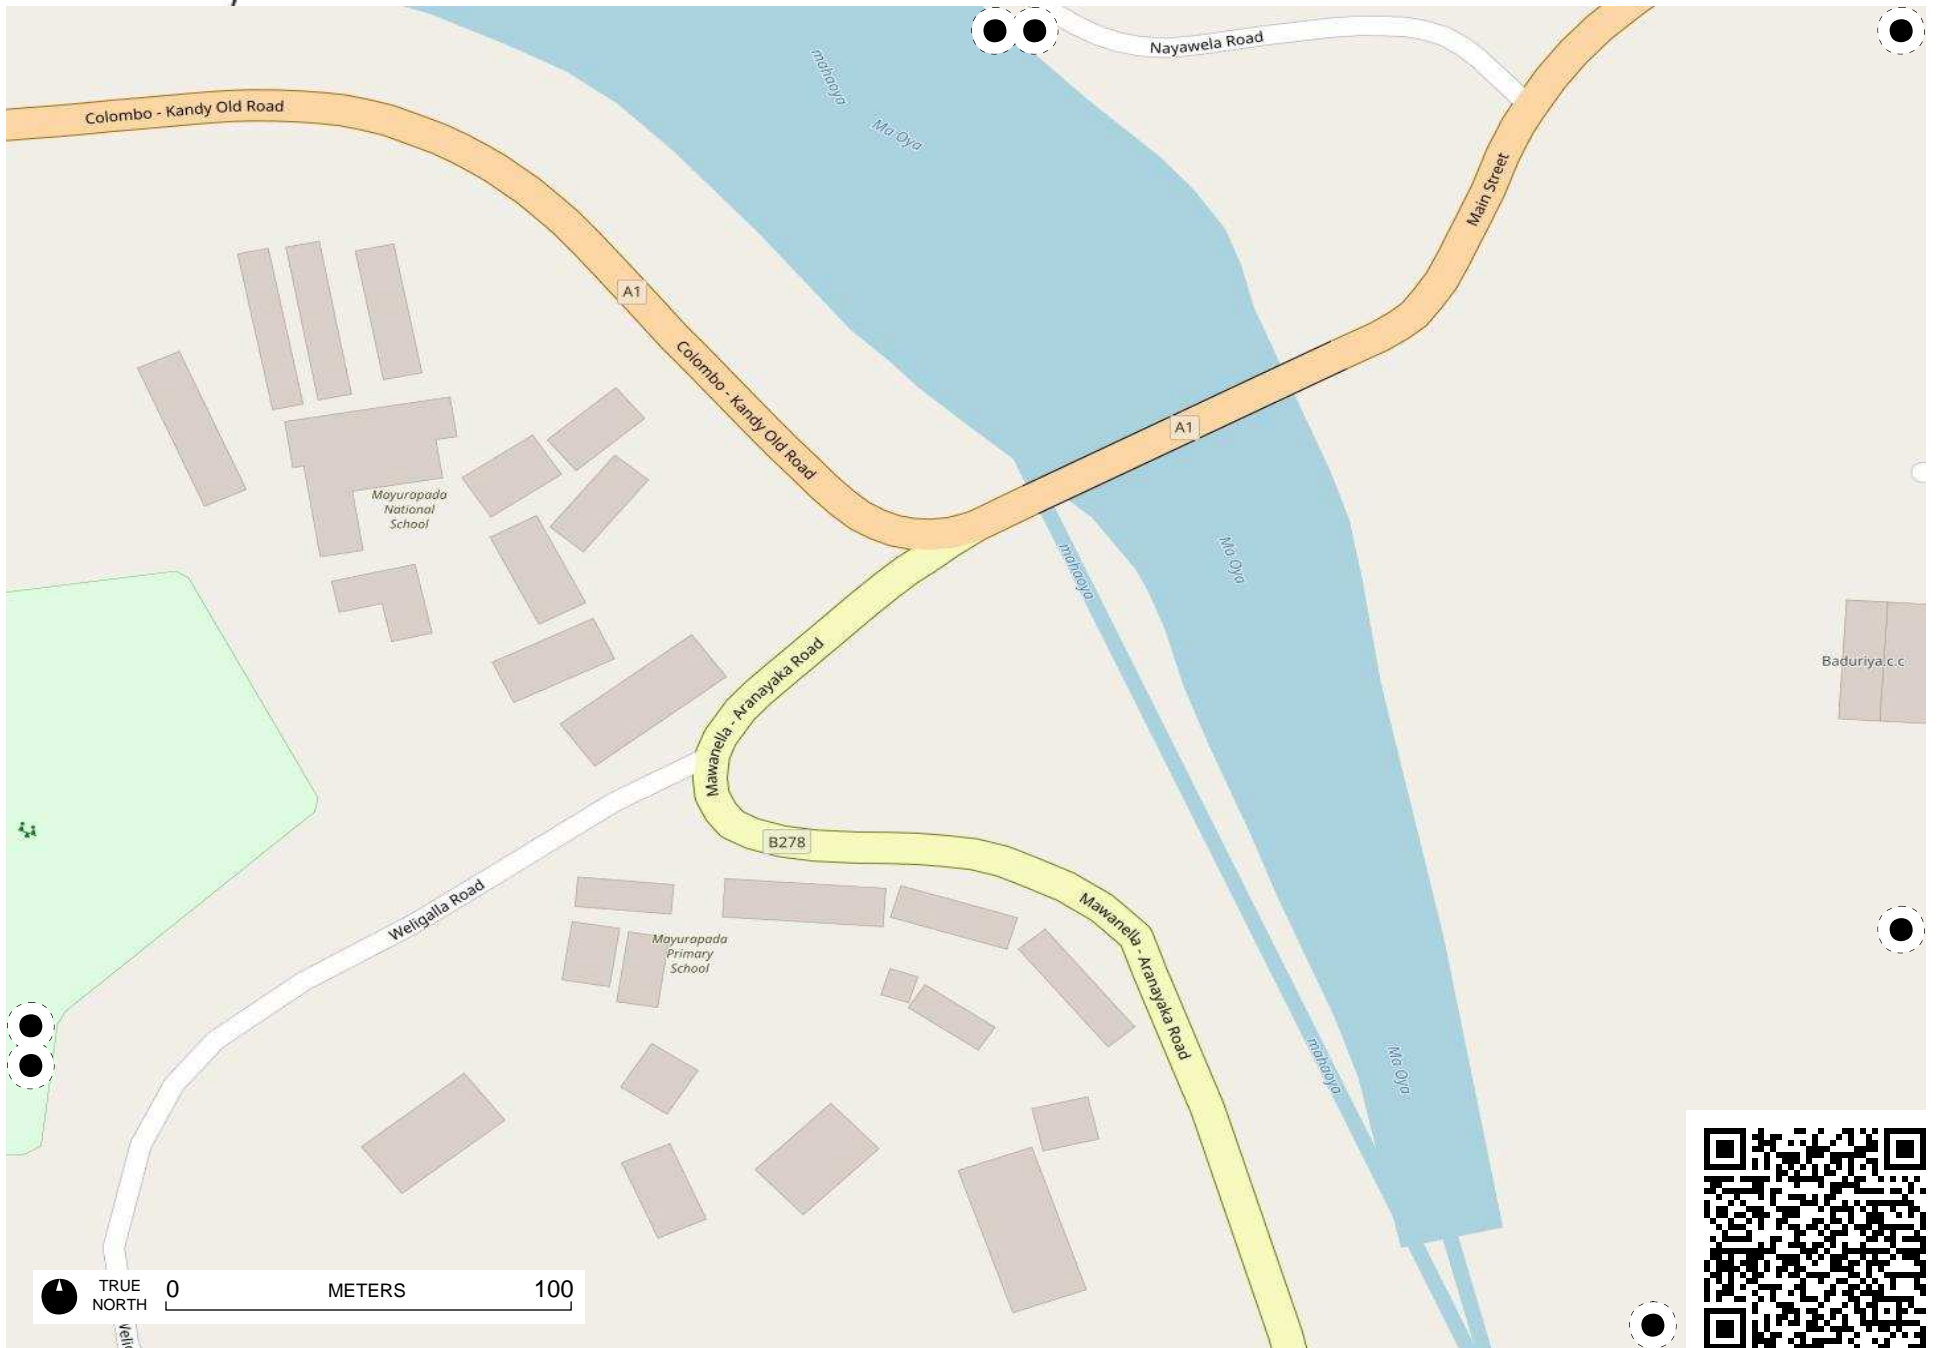 Nayawela Road
mahaoya
Ma Oya
Colombo - Kandy Old Road
Main Street
A1
Colombo - Kandy Old Road
A1
Mayurapada
National
School
mahaoya
Ma Oya
Mawanella - Aranayaka Road
Baduriya.c.c
B278
Weligalla Road
Mawanella - Aranayaka Road
Mayurapada
Primary
School
mahaoya
Ma Oya
TRUE
NORTH
0 METERS 100